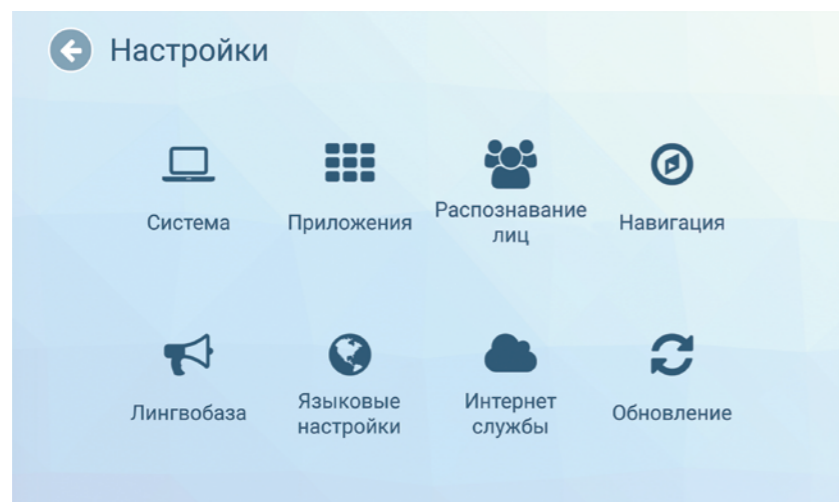 Настройки
Система
Приложения
Распознавание
лиц
Навигация
Лингвобаза
Языковые
настройки
Интернет
службы
Обновление